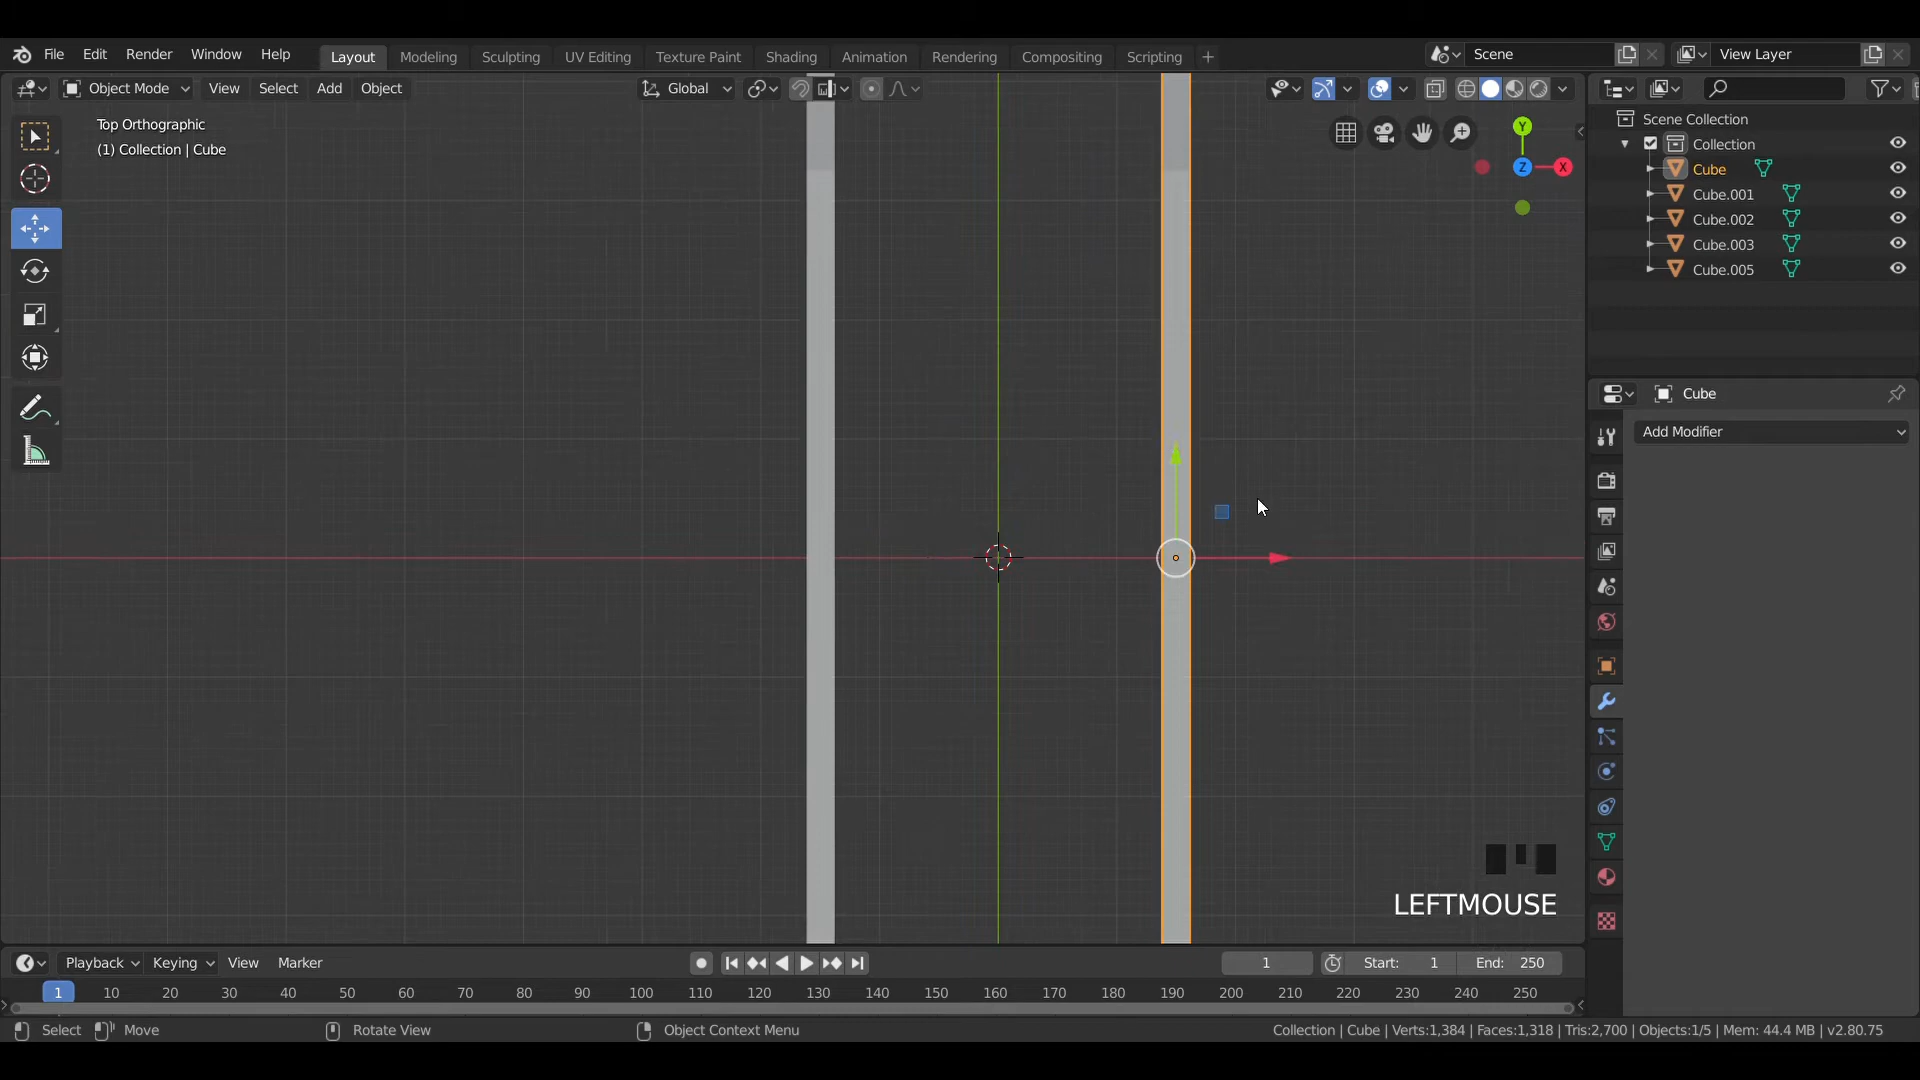 File Edit Render Window Help Layout Modeling Sculpting UV Editing Texture Paint Shading Animation Rendering Compositing Scripting + Scene View Layer
Object Mode View Select Add Object Global
Top Orthographic
(1) Collection | Cube
Y
Z
X
Scene Collection
Collection
Cube
Cube.001
Cube.002
Cube.003
Cube.005
Cube
Add Modifier
LEFTMOUSE
Playback Keying View Marker 1 Start: 1 End: 250
1 10 20 30 40 50 60 70 80 90 100 110 120 130 140 150 160 170 180 190 200 210 220 230 240 250
Select Move Rotate View Object Context Menu Collection | Cube | Verts:1,384 | Faces:1,318 | Tris:2,700 | Objects:1/5 | Mem: 44.4 MB | v2.80.75